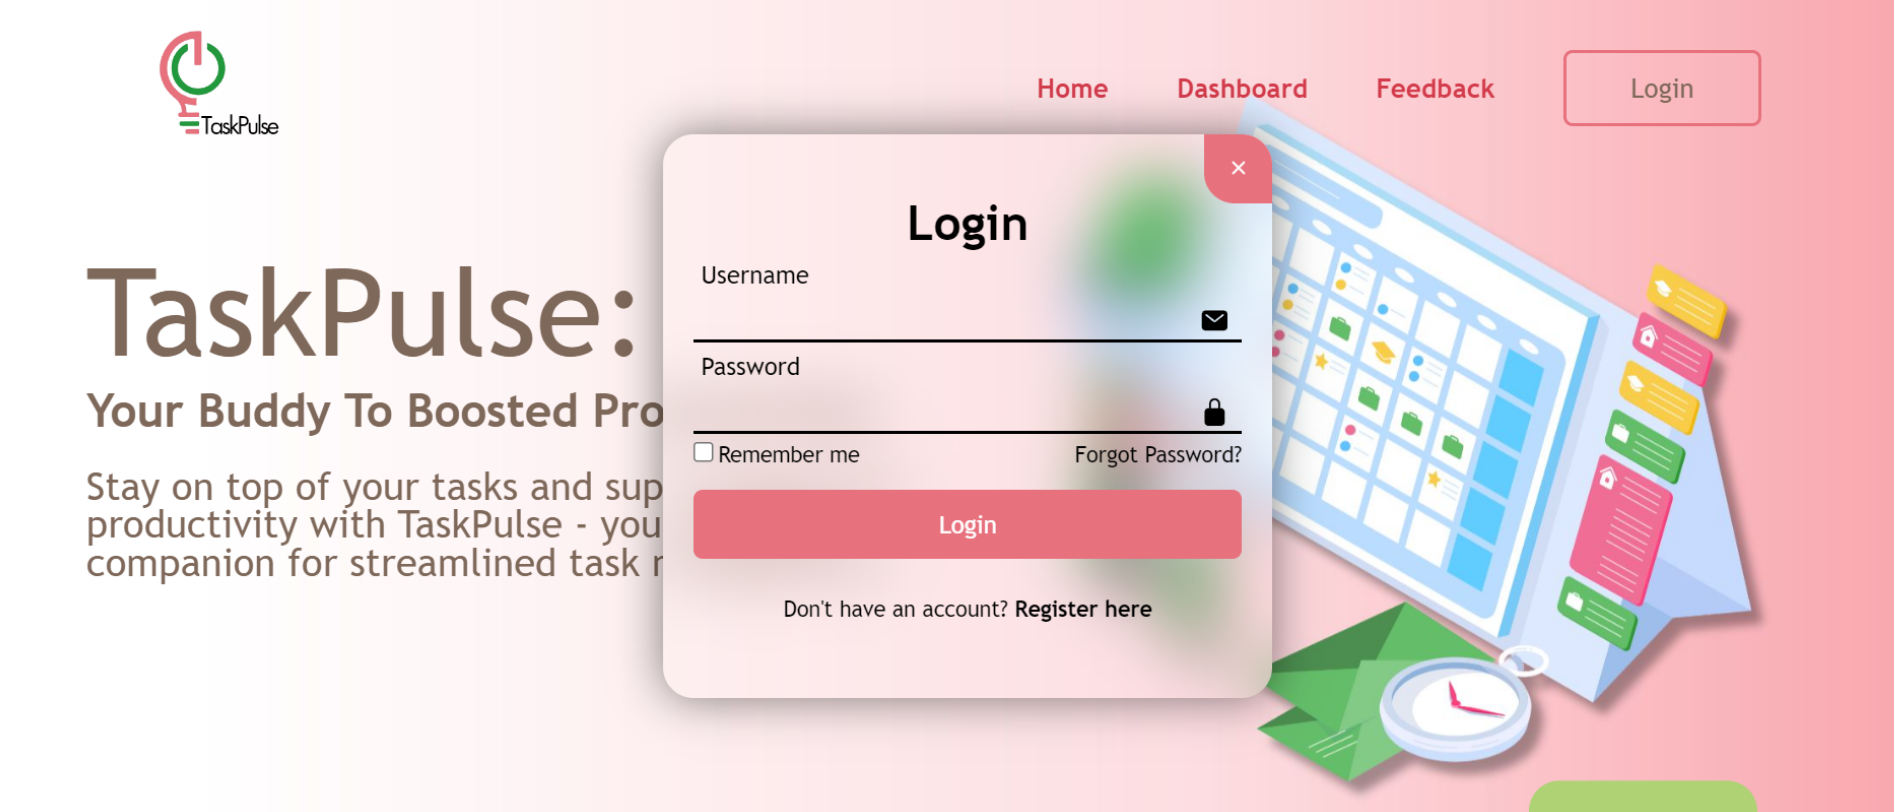 TaskPulse
Home Dashboard Feedback Login
TaskPulse:
Your Buddy To Boosted Pro
Stay on top of your tasks and sup
productivity with TaskPulse - you
companion for streamlined task
×
Login
Username
Password
Remember me Forgot Password?
Login
Don't have an account? Register here